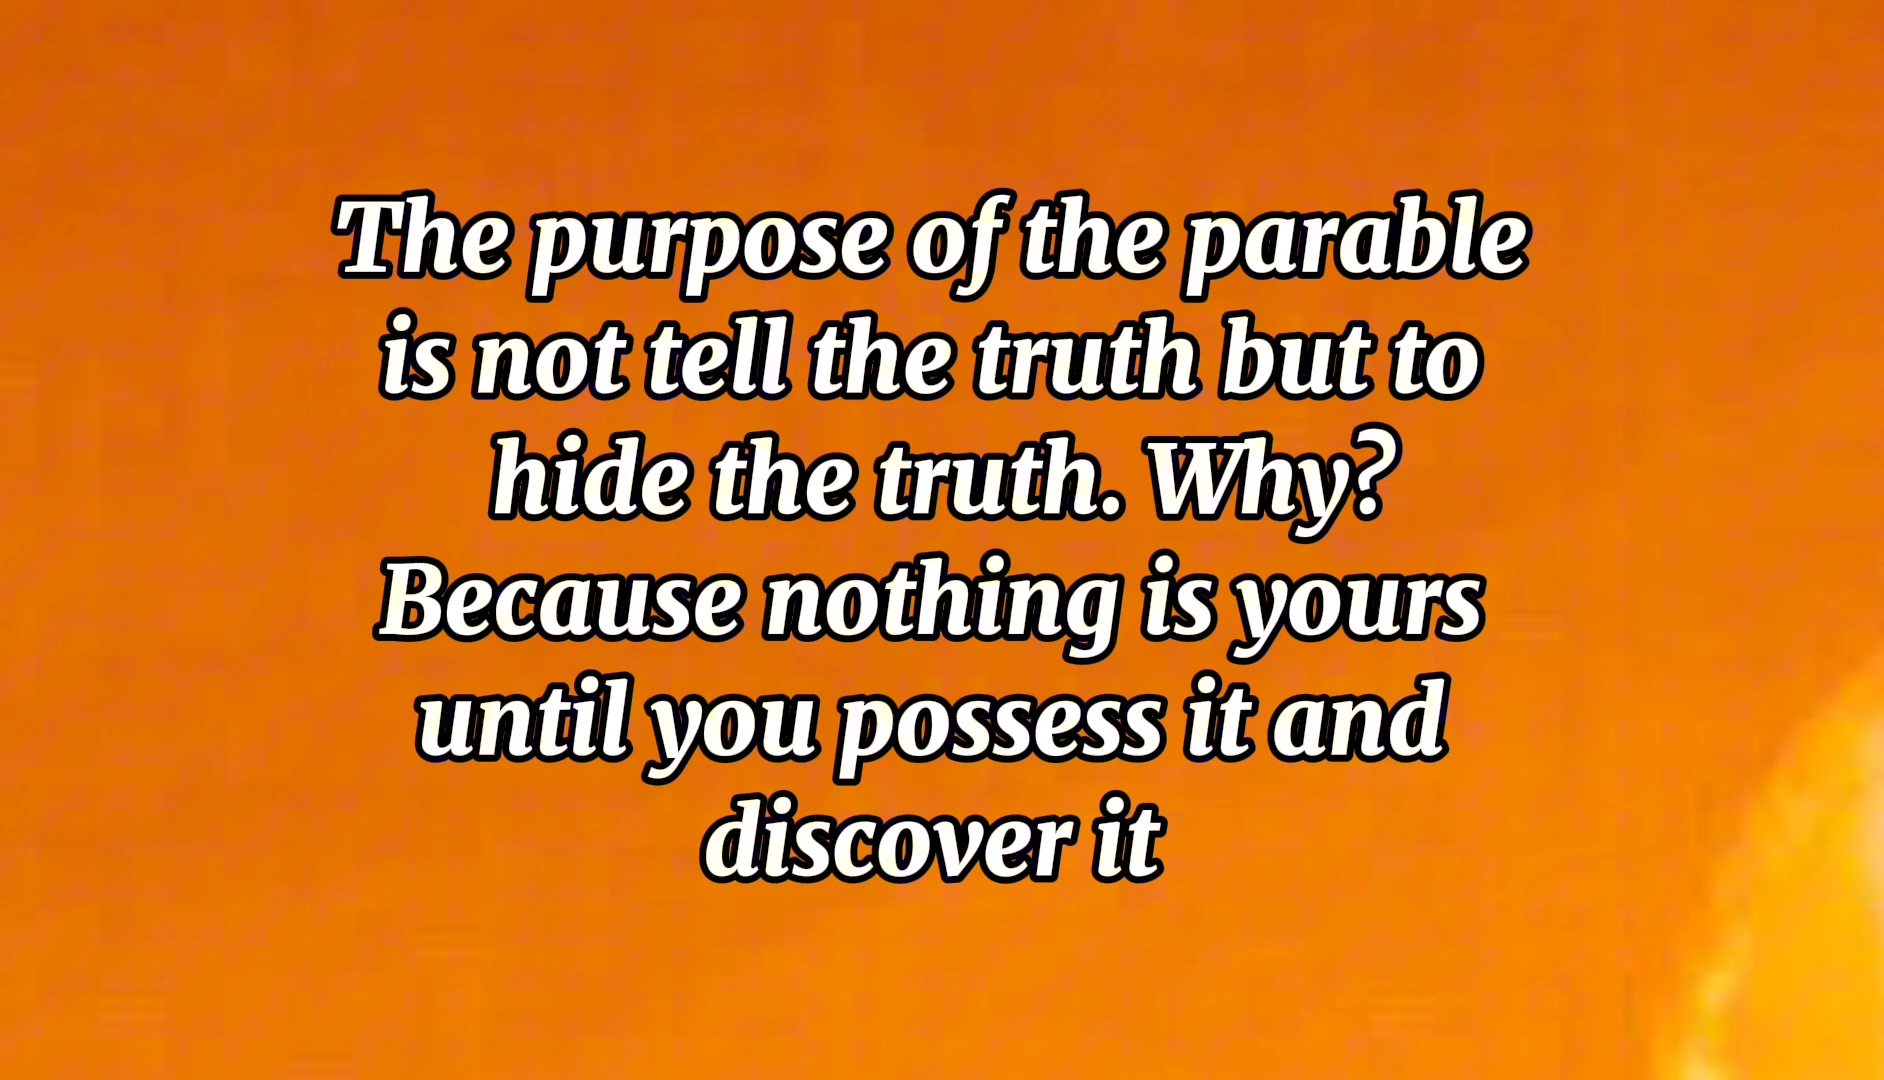 The purpose of the parable
is not tell the truth but to
hide the truth. Why?
Because nothing is yours
until you possess it and
discover it